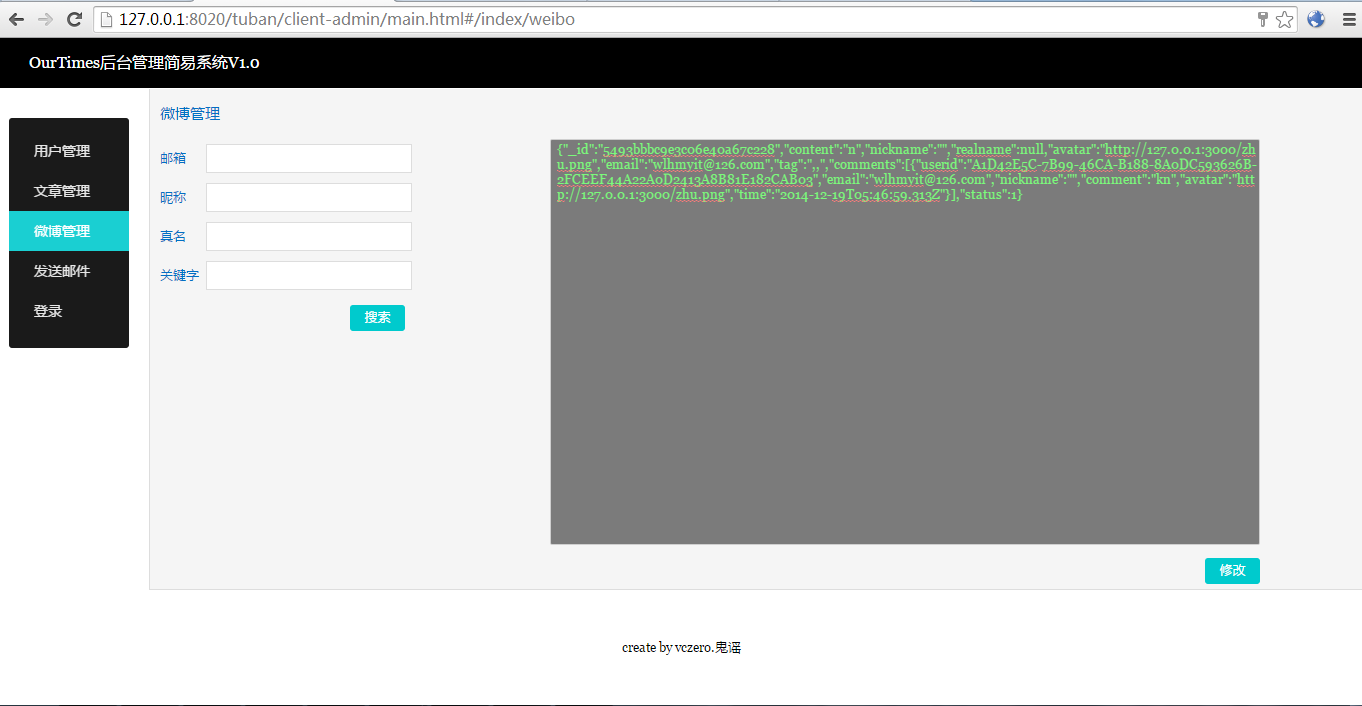 127.0.0.1:8020/tuban/client-admin/main.html#/index/weibo
OurTimes后台管理简易系统V1.0
用户管理
文章管理
微博管理
发送邮件
登录
微博管理
邮箱
昵称
真名
关键字
搜索
{"_id":"5493bbbc9e3c06e40a67c228","content":"n","nickname":"","realname":null,"avatar":"http://127.0.0.1:3000/zh
u.png","email":"wlhmyit@126.com","tag":",,","comments":[{"userid":"A1D42E5C-7B99-46CA-B188-8A0DC593626B-
2FCEEF44A22A0D2413A8B81E182CAB03","email":"wlhmyit@126.com","nickname":"","comment":"kn","avatar":"htt
p://127.0.0.1:3000/zhu.png","time":"2014-12-19T05:46:59.313Z"}],"status":1}
修改
create by vczero.鬼谣